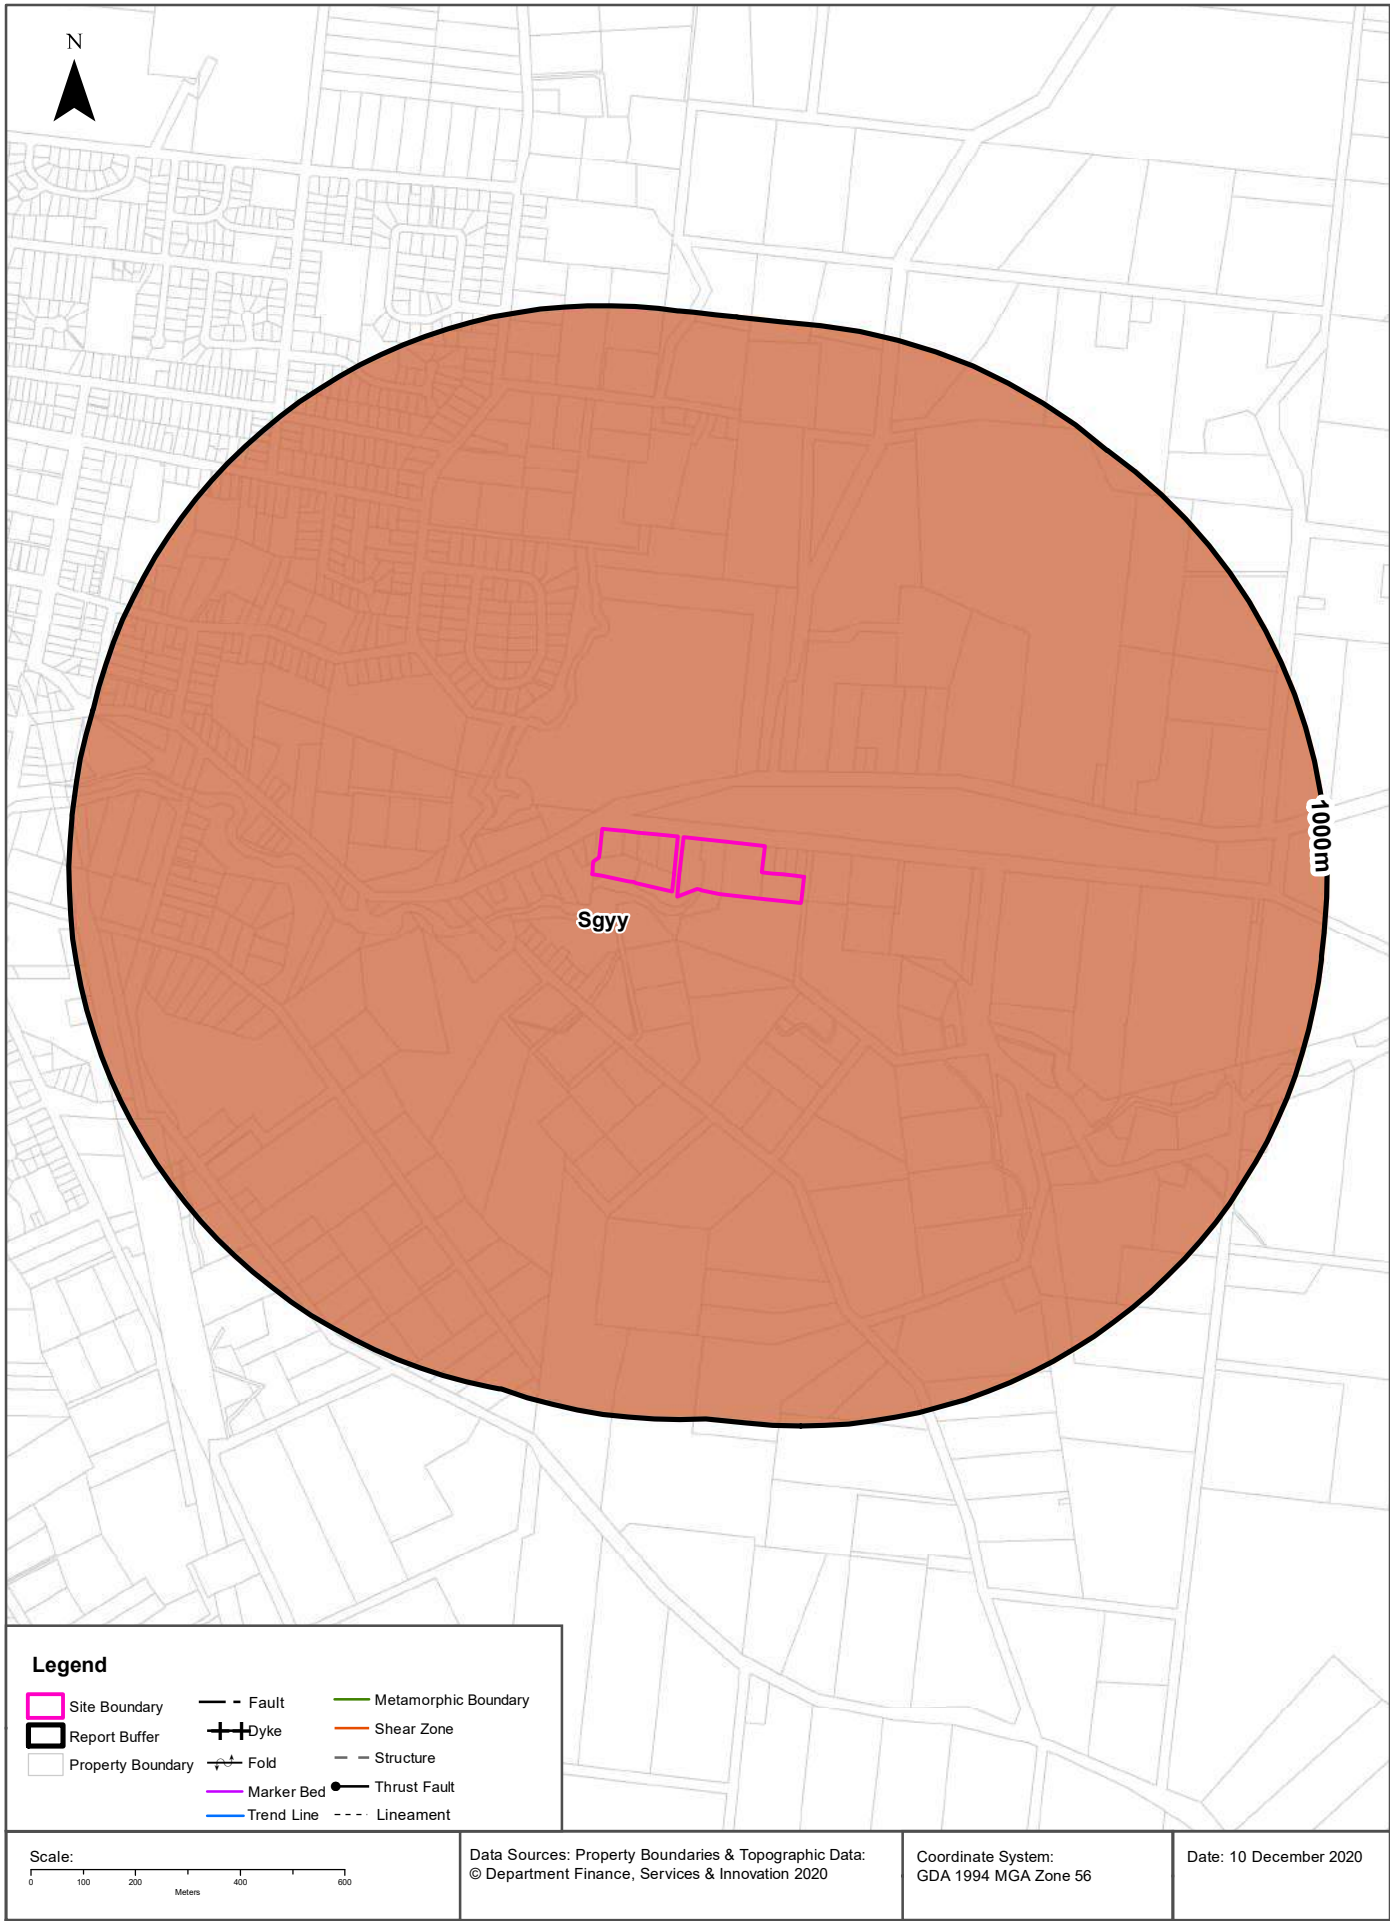 N
1000m
Sgyy
Legend
Site Boundary
Report Buffer
Property Boundary
Fault
Dyke
Fold
Marker Bed
Trend Line
Metamorphic Boundary
Shear Zone
Structure
Thrust Fault
Lineament
Scale:
0 100 200 400 600
Meters
Data Sources: Property Boundaries & Topographic Data:
© Department Finance, Services & Innovation 2020
Coordinate System:
GDA 1994 MGA Zone 56
Date: 10 December 2020